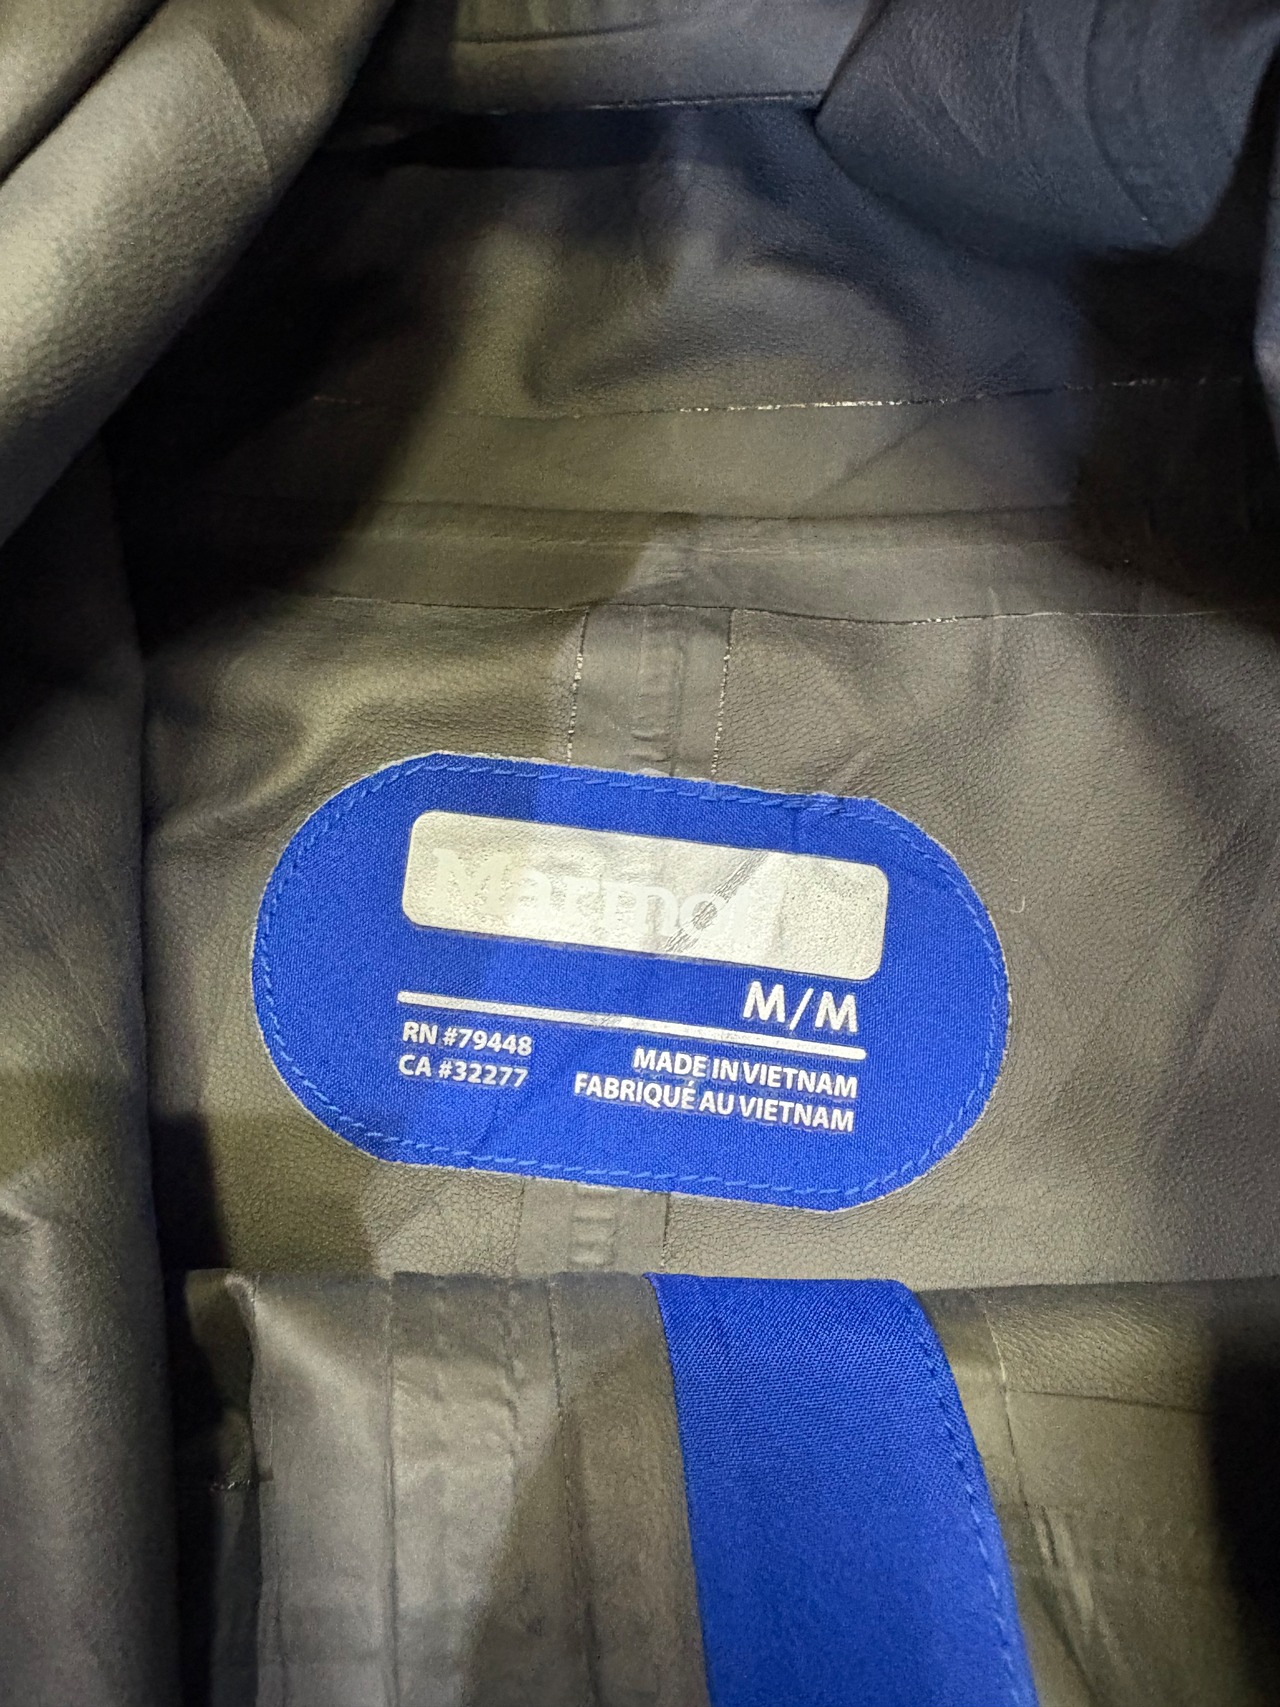 Marmot
M/M
RN #79448
CA #32277
MADE IN VIETNAM
FABRIQUÉ AU VIETNAM